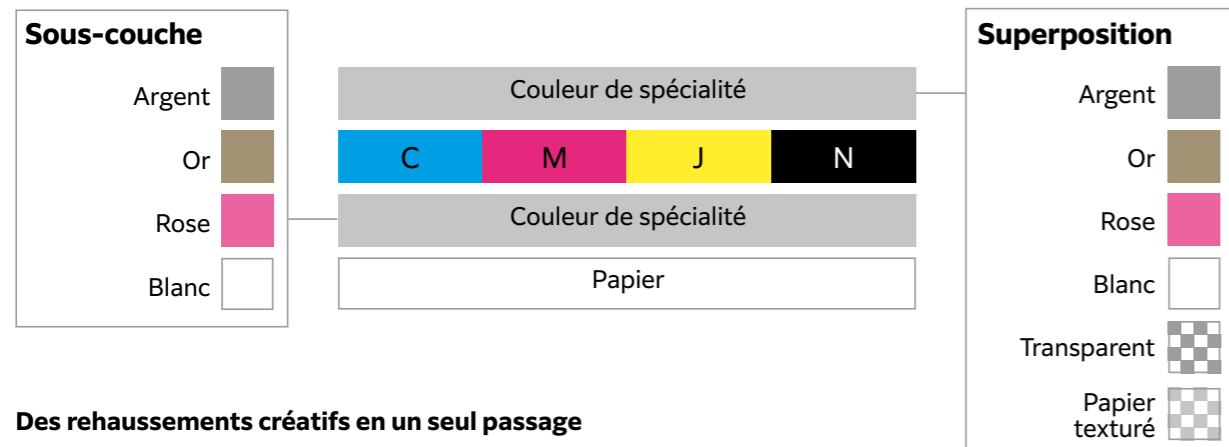 Sous-couche
Argent
Or
Rose
Blanc
Couleur de spécialité
C M J N
Couleur de spécialité
Papier
Superposition
Argent
Or
Rose
Blanc
Transparent
Papier
texturé
Des rehaussements créatifs en un seul passage